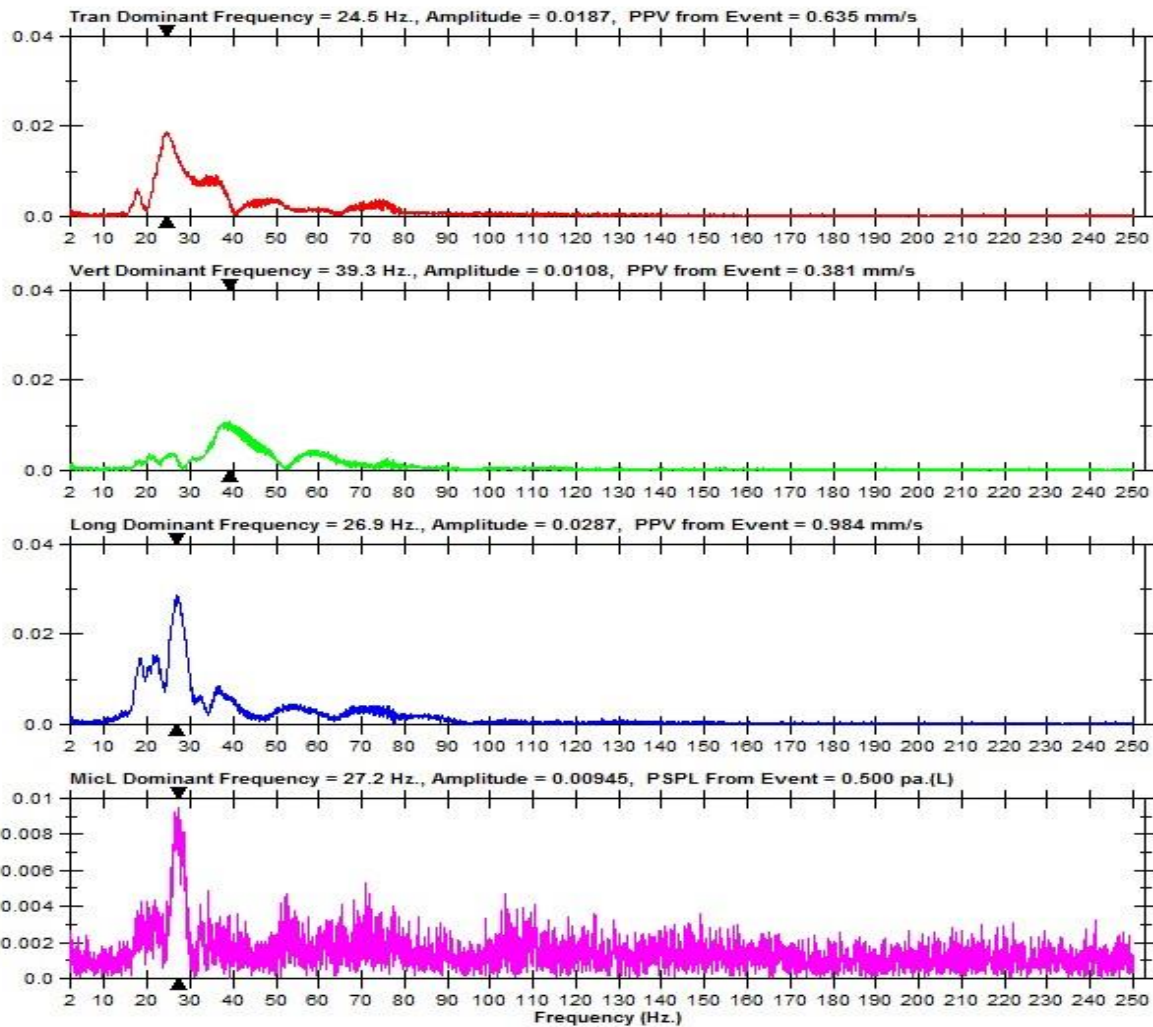 Tran Dominant Frequency = 24.5 Hz., Amplitude = 0.0187, PPV from Event = 0.635 mm/s
0.04
0.02
0.0
2 10 20 30 40 50 60 70 80 90 100 110 120 130 140 150 160 170 180 190 200 210 220 230 240 250
Vert Dominant Frequency = 39.3 Hz., Amplitude = 0.0108, PPV from Event = 0.381 mm/s
0.04
0.02
0.0
2 10 20 30 40 50 60 70 80 90 100 110 120 130 140 150 160 170 180 190 200 210 220 230 240 250
Long Dominant Frequency = 26.9 Hz., Amplitude = 0.0287, PPV from Event = 0.984 mm/s
0.04
0.02
0.0
2 10 20 30 40 50 60 70 80 90 100 110 120 130 140 150 160 170 180 190 200 210 220 230 240 250
MicL Dominant Frequency = 27.2 Hz., Amplitude = 0.00945, PSPL From Event = 0.500 pa.(L)
0.01
0.008
0.006
0.004
0.002
0.0
2 10 20 30 40 50 60 70 80 90 100 110 120 130 140 150 160 170 180 190 200 210 220 230 240 250
Frequency (Hz.)